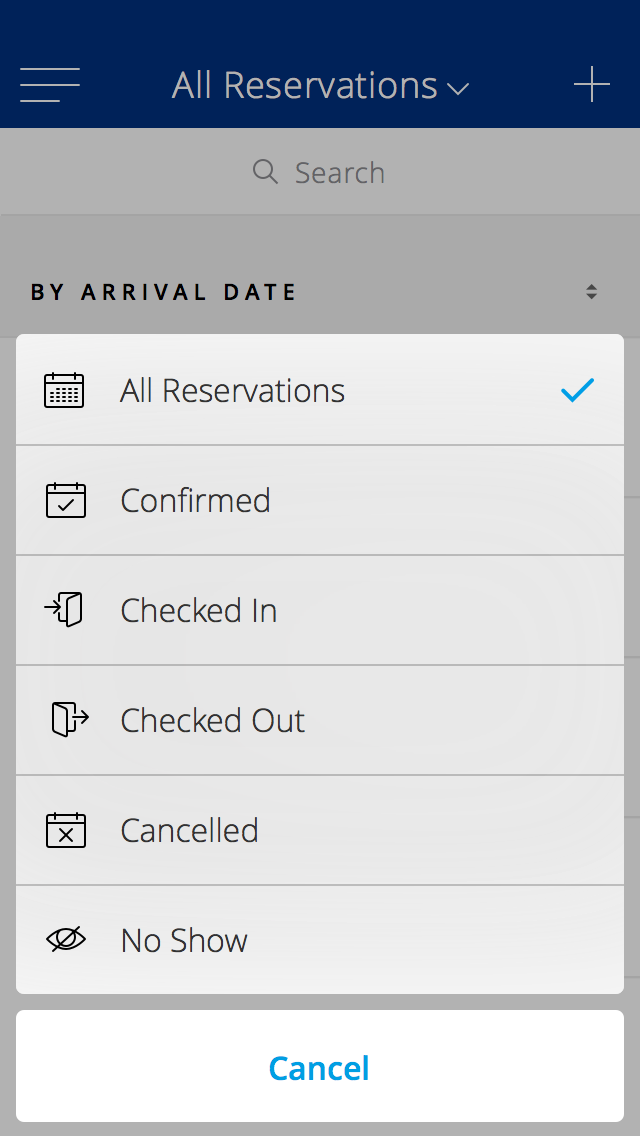 All Reservations
Search
BY ARRIVAL DATE
All Reservations
Confirmed
Checked In
Checked Out
Cancelled
No Show
Cancel